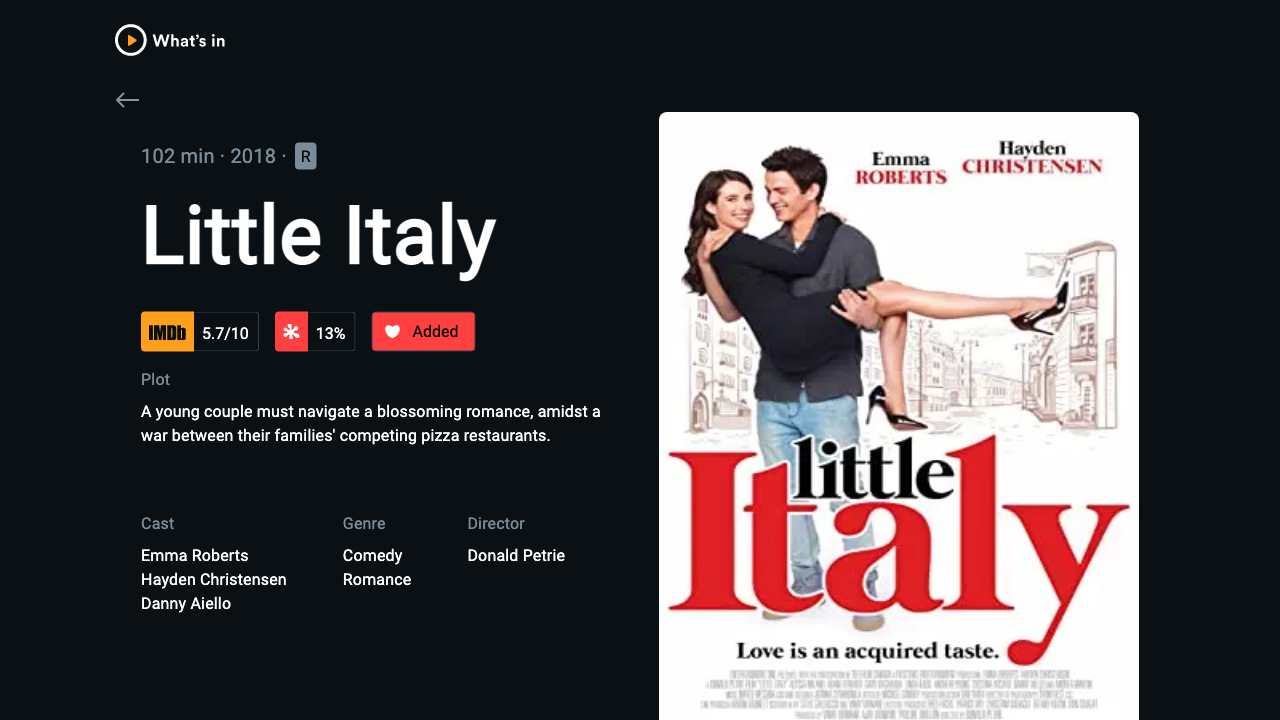 What's in
102 min · 2018 · R
Little Italy
IMDb 5.7/10 13% Added
Plot
A young couple must navigate a blossoming romance, amidst a
war between their families' competing pizza restaurants.
Cast
Emma Roberts
Hayden Christensen
Danny Aiello
Genre
Comedy
Romance
Director
Donald Petrie
Emma
ROBERTS
Hayden
CHRISTENSEN
little
Italy
Love is an acquired taste.